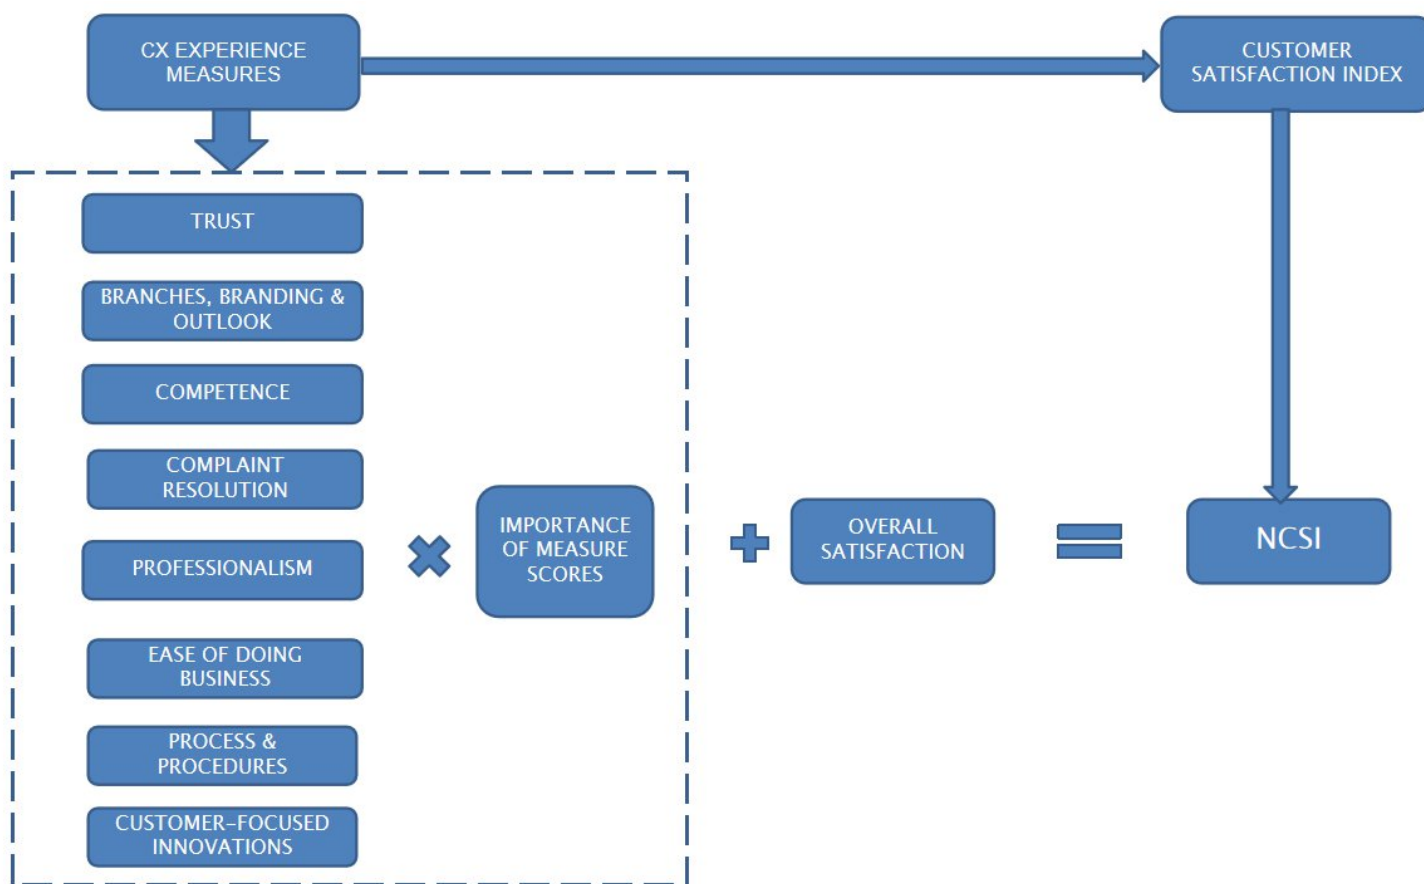 CX EXPERIENCE
MEASURES
CUSTOMER
SATISFACTION INDEX
TRUST
BRANCHES, BRANDING &
OUTLOOK
COMPETENCE
COMPLAINT
RESOLUTION
PROFESSIONALISM
EASE OF DOING
BUSINESS
PROCESS &
PROCEDURES
CUSTOMER-FOCUSED
INNOVATIONS
IMPORTANCE
OF MEASURE
SCORES
OVERALL
SATISFACTION
NCSI